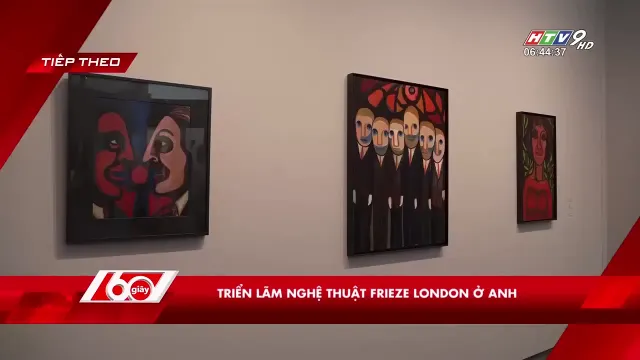 TIẾP THEO
HTV9 HD
06:44:37
60 giây
TRIỂN LÃM NGHỆ THUẬT FRIEZE LONDON Ở ANH